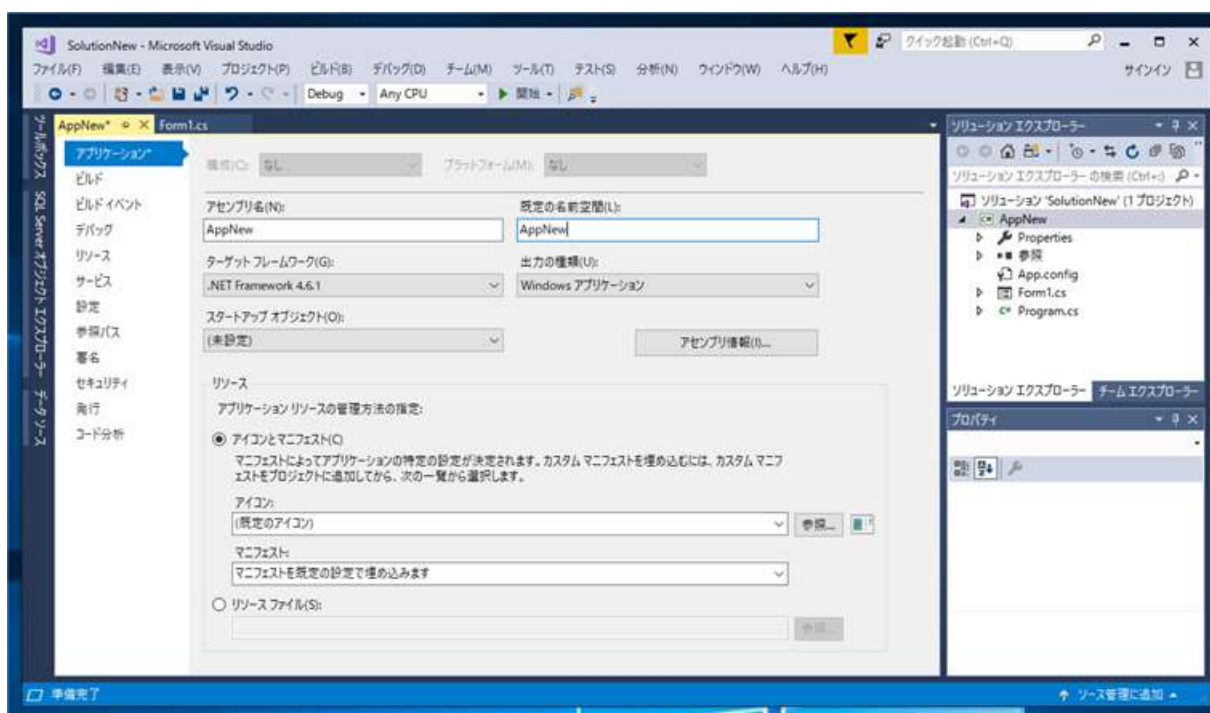 SolutionNew - Microsoft Visual Studio
クイック起動 (Ctrl+Q)
ファイル(F) 編集(E) 表示(V) プロジェクト(P) ビルド(B) デバッグ(D) チーム(M) ツール(T) テスト(S) 分析(N) ウィンドウ(W) ヘルプ(H)
サインイン
Debug Any CPU 開始
ツールボックス
SQL Server オブジェクト エクスプローラー
データ ソース
AppNew* Form1.cs
アプリケーション*
ビルド
ビルド イベント
デバッグ
リソース
サービス
設定
参照パス
署名
セキュリティ
発行
コード分析
構成(C): なし プラットフォーム(M): なし
アセンブリ名(N): 既定の名前空間(L):
AppNew AppNew
ターゲット フレームワーク(G): 出力の種類(U):
.NET Framework 4.6.1 Windows アプリケーション
スタートアップ オブジェクト(O):
(未設定) アセンブリ情報(I)...
リソース
アプリケーション リソースの管理方法の指定:
アイコンとマニフェスト(C)
マニフェストによってアプリケーションの特定の設定が決定されます。カスタム マニフェストを埋め込むには、カスタム マニフ
ェストをプロジェクトに追加してから、次の一覧から選択します。
アイコン:
(既定のアイコン) 参照...
マニフェスト:
マニフェストを既定の設定で埋め込みます
リソース ファイル(S):
参照...
ソリューション エクスプローラー
ソリューション エクスプローラー の検索 (Ctrl+:)
ソリューション 'SolutionNew' (1 プロジェクト)
AppNew
Properties
参照
App.config
Form1.cs
Program.cs
ソリューション エクスプローラー チーム エクスプローラー
プロパティ
準備完了
ソース管理に追加